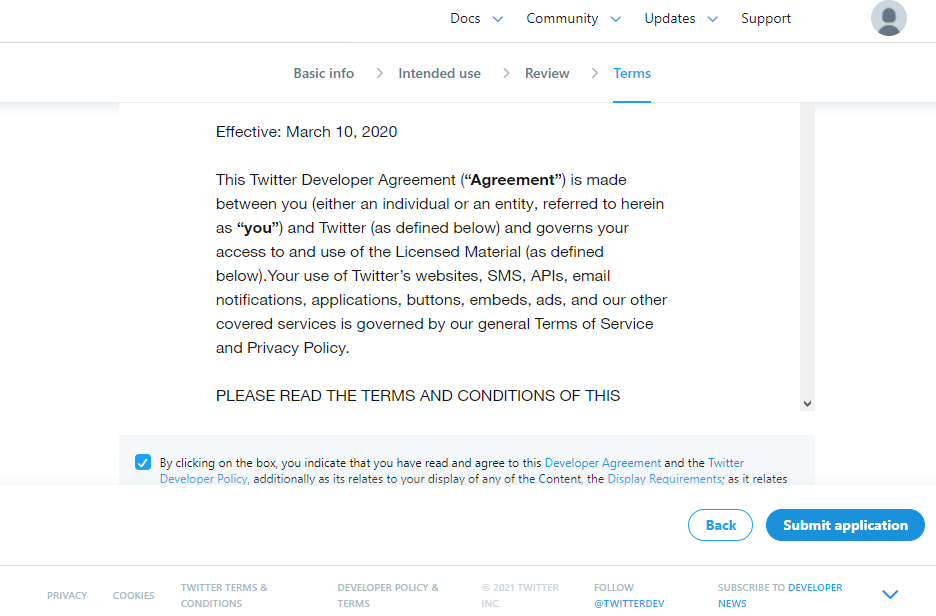 Docs Community Updates Support
Basic info Intended use Review Terms
Effective: March 10, 2020
This Twitter Developer Agreement (“Agreement”) is made
between you (either an individual or an entity, referred to herein
as “you”) and Twitter (as defined below) and governs your
access to and use of the Licensed Material (as defined
below).Your use of Twitter’s websites, SMS, APIs, email
notifications, applications, buttons, embeds, ads, and our other
covered services is governed by our general Terms of Service
and Privacy Policy.
PLEASE READ THE TERMS AND CONDITIONS OF THIS
By clicking on the box, you indicate that you have read and agree to this Developer Agreement and the Twitter
Developer Policy, additionally as its relates to your display of any of the Content, the Display Requirements; as it relates
Back Submit application
PRIVACY
COOKIES
TWITTER TERMS &
CONDITIONS
DEVELOPER POLICY &
TERMS
© 2021 TWITTER
INC.
FOLLOW
@TWITTERDEV
SUBSCRIBE TO DEVELOPER
NEWS